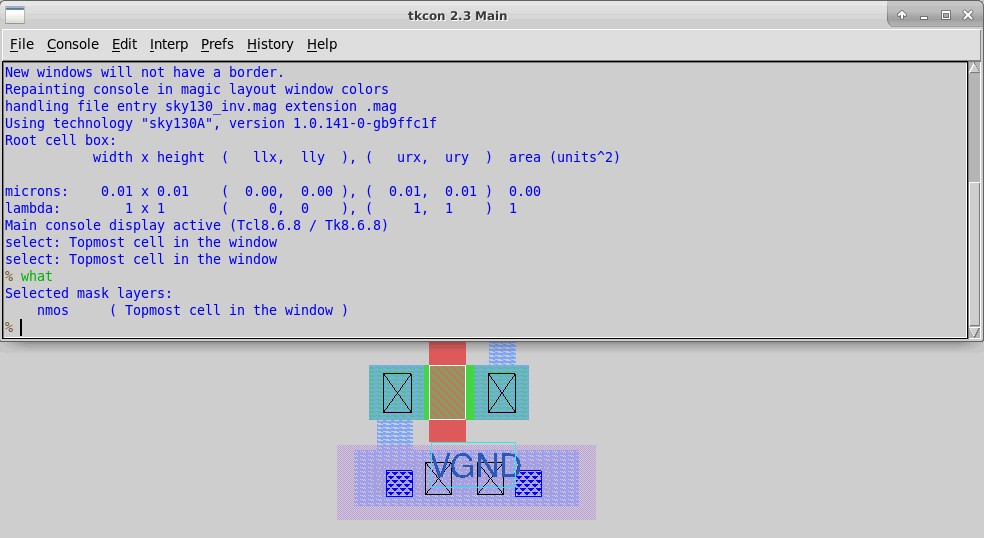 tkcon 2.3 Main
File Console Edit Interp Prefs History Help
New windows will not have a border.
Repainting console in magic layout window colors
handling file entry sky130_inv.mag extension .mag
Using technology "sky130A", version 1.0.141-0-gb9ffc1f
Root cell box:
width x height ( llx, lly ), ( urx, ury ) area (units^2)
microns: 0.01 x 0.01 ( 0.00, 0.00 ), ( 0.01, 0.01 ) 0.00
lambda: 1 x 1 ( 0, 0 ), ( 1, 1 ) 1
Main console display active (Tcl8.6.8 / Tk8.6.8)
select: Topmost cell in the window
select: Topmost cell in the window
% what
Selected mask layers:
nmos ( Topmost cell in the window )
%
VGND